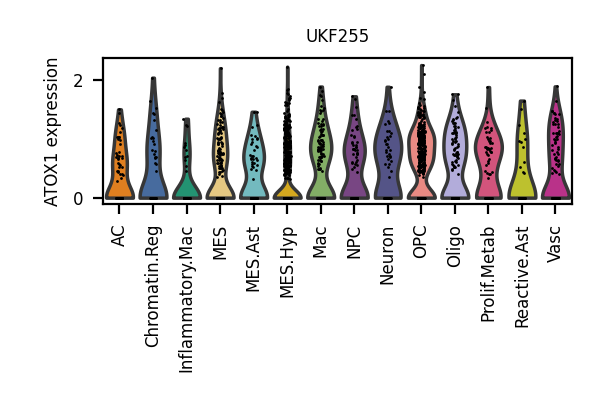 UKF255
ATOX1 expression
2
0
AC
Chromatin.Reg
Inflammatory.Mac
MES
MES.Ast
MES.Hyp
Mac
NPC
Neuron
OPC
Oligo
Prolif.Metab
Reactive.Ast
Vasc